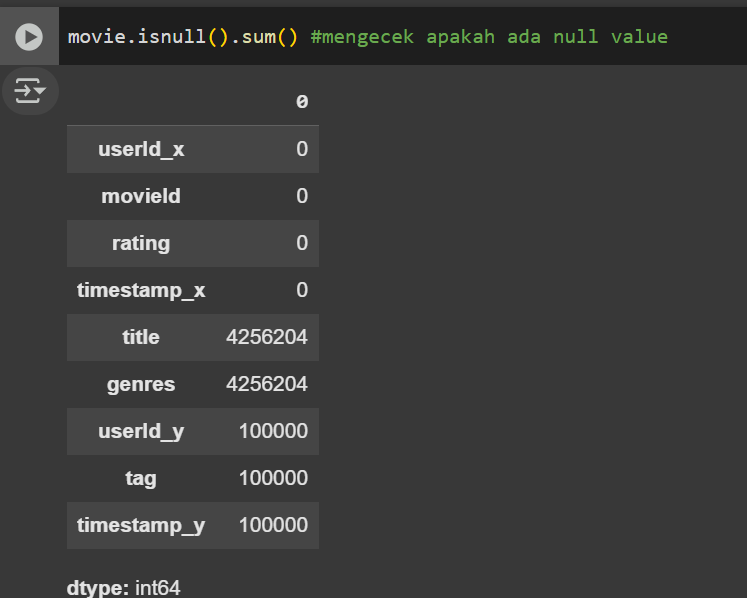 movie.isnull().sum() #mengecek apakah ada null value
0
userId_x 0
movieId 0
rating 0
timestamp_x 0
title 4256204
genres 4256204
userId_y 100000
tag 100000
timestamp_y 100000
dtype: int64